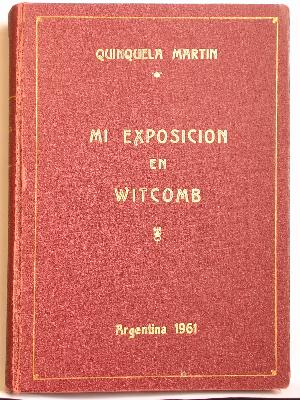 QUINQUELA MARTIN
MI EXPOSICION
EN
WITCOMB
Argentina 1961